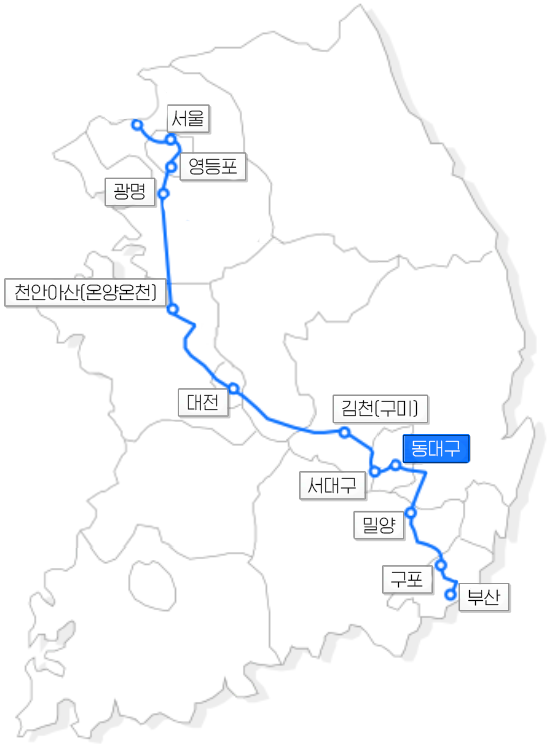 서울
영등포
광명
천안아산(온양온천)
대전
김천(구미)
동대구
서대구
밀양
구포
부산